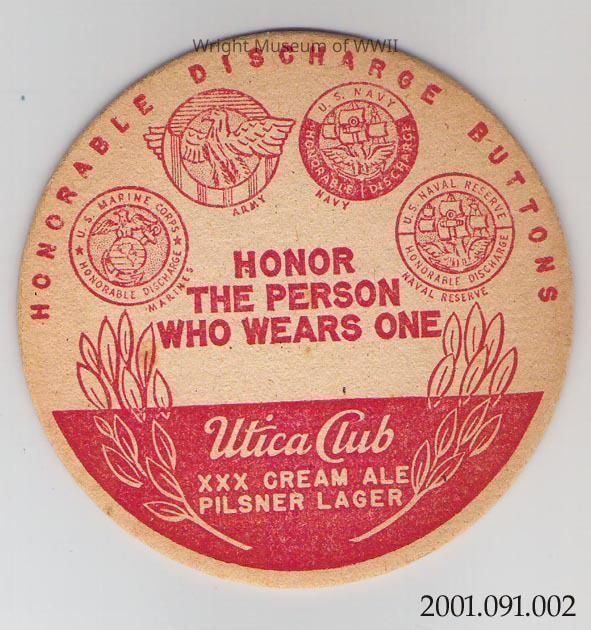 Wright Museum of WWII
HONORABLE DISCHARGE BUTTONS
U.S. MARINE CORPS
HONORABLE DISCHARGE
MARINES
ARMY
U.S. NAVY
HONORABLE DISCHARGE
NAVY
U.S. NAVAL RESERVE
HONORABLE DISCHARGE
NAVAL RESERVE
HONOR
THE PERSON
WHO WEARS ONE
Utica Club
XXX CREAM ALE
PILSNER LAGER
2001.091.002